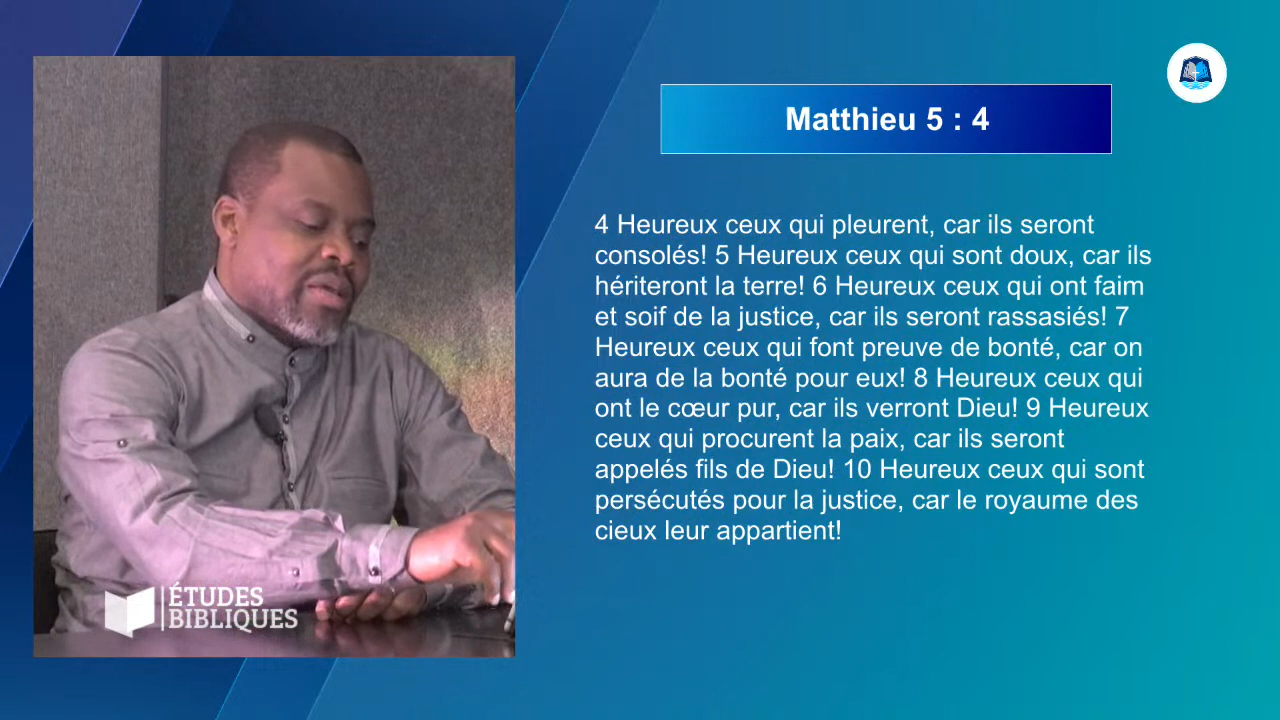 Matthieu 5 : 4
4 Heureux ceux qui pleurent, car ils seront
consolés! 5 Heureux ceux qui sont doux, car ils
hériteront la terre! 6 Heureux ceux qui ont faim
et soif de la justice, car ils seront rassasiés! 7
Heureux ceux qui font preuve de bonté, car on
aura de la bonté pour eux! 8 Heureux ceux qui
ont le cœur pur, car ils verront Dieu! 9 Heureux
ceux qui procurent la paix, car ils seront
appelés fils de Dieu! 10 Heureux ceux qui sont
persécutés pour la justice, car le royaume des
cieux leur appartient!
ÉTUDES
BIBLIQUES